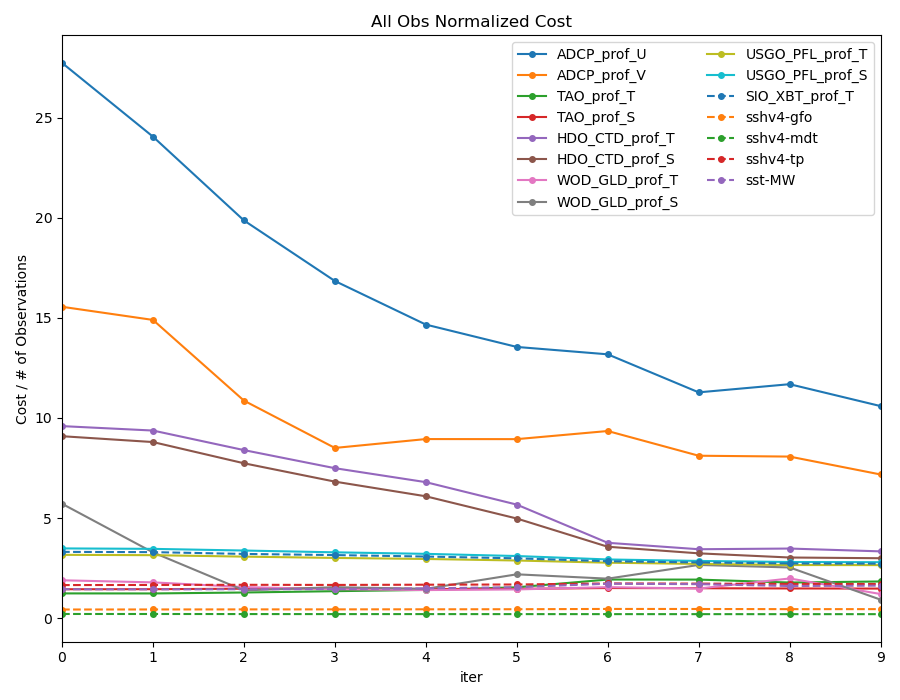 All Obs Normalized Cost
ADCP_prof_U
ADCP_prof_V
TAO_prof_T
TAO_prof_S
HDO_CTD_prof_T
HDO_CTD_prof_S
WOD_GLD_prof_T
WOD_GLD_prof_S
USGO_PFL_prof_T
USGO_PFL_prof_S
SIO_XBT_prof_T
sshv4-gfo
sshv4-mdt
sshv4-tp
sst-MW
Cost / # of Observations
25
20
15
10
5
0
0 1 2 3 4 5 6 7 8 9
iter